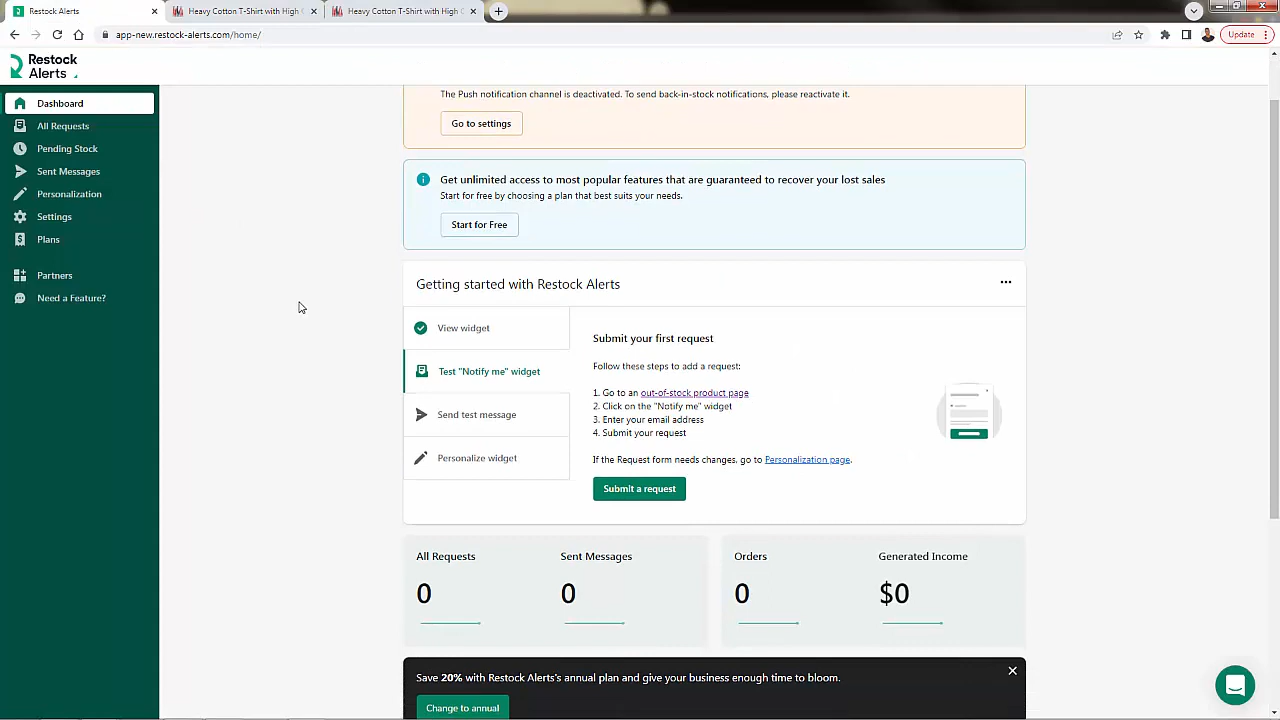 Restock Alerts
Heavy Cotton T-Shirt with High C
Heavy Cotton T-Shirt with High C
app-new.restock-alerts.com/home/
Update
Restock
Alerts
Dashboard
All Requests
Pending Stock
Sent Messages
Personalization
Settings
Plans
Partners
Need a Feature?
The Push notification channel is deactivated. To send back-in-stock notifications, please reactivate it.
Go to settings
Get unlimited access to most popular features that are guaranteed to recover your lost sales
Start for free by choosing a plan that best suits your needs.
Start for Free
Getting started with Restock Alerts
View widget
Test "Notify me" widget
Send test message
Personalize widget
Submit your first request
Follow these steps to add a request:
1. Go to an out-of-stock product page
2. Click on the "Notify me" widget
3. Enter your email address
4. Submit your request
If the Request form needs changes, go to Personalization page.
Submit a request
All Requests
0
Sent Messages
0
Orders
0
Generated Income
$0
Save 20% with Restock Alerts's annual plan and give your business enough time to bloom.
Change to annual